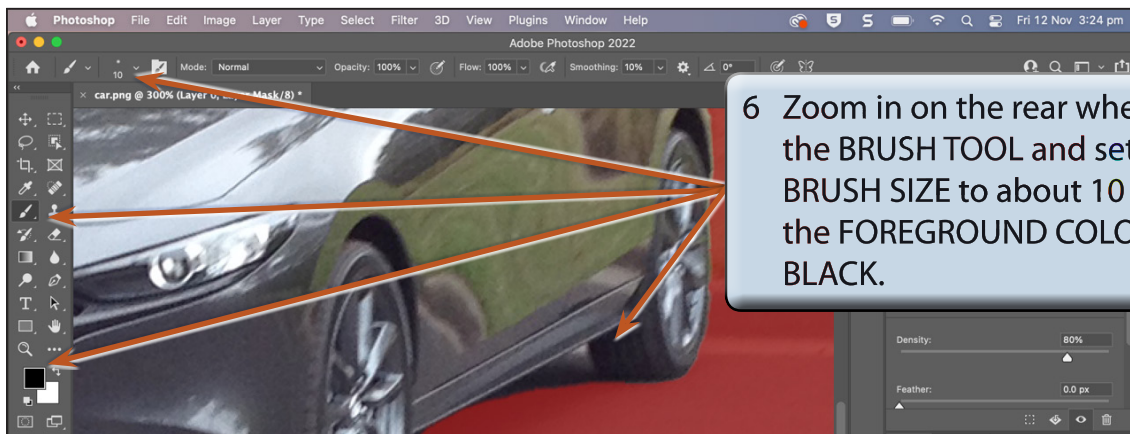 Photoshop File Edit Image Layer Type Select Filter 3D View Plugins Window Help Fri 12 Nov 3:24 pm
Adobe Photoshop 2022
10 Mode: Normal Opacity: 100% Flow: 100% Smoothing: 10% 0°
× car.png @ 300% (Layer 0, Layer Mask/8) *
6 Zoom in on the rear
the BRUSH TOOL and
BRUSH SIZE to about 10
the FOREGROUND
BLACK.
Density: 80%
Feather: 0.0 px